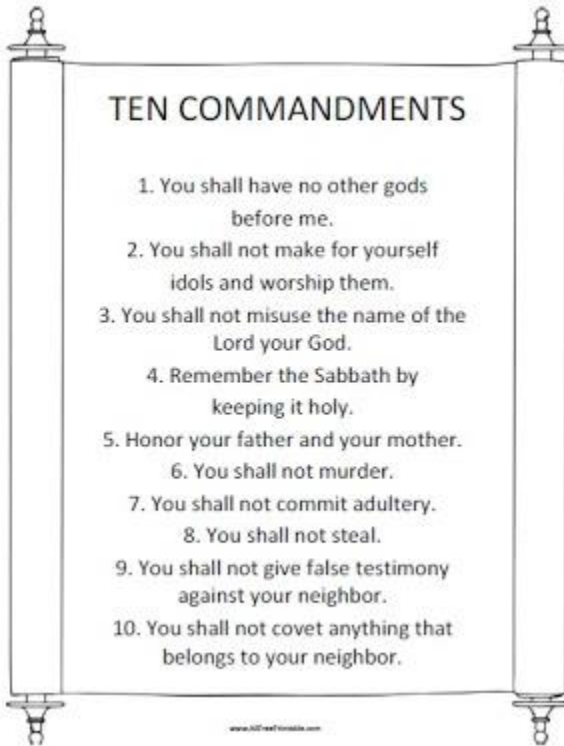 TEN COMMANDMENTS
1. You shall have no other gods
before me.
2. You shall not make for yourself
idols and worship them.
3. You shall not misuse the name of the
Lord your God.
4. Remember the Sabbath by
keeping it holy.
5. Honor your father and your mother.
6. You shall not murder.
7. You shall not commit adultery.
8. You shall not steal.
9. You shall not give false testimony
against your neighbor.
10. You shall not covet anything that
belongs to your neighbor.